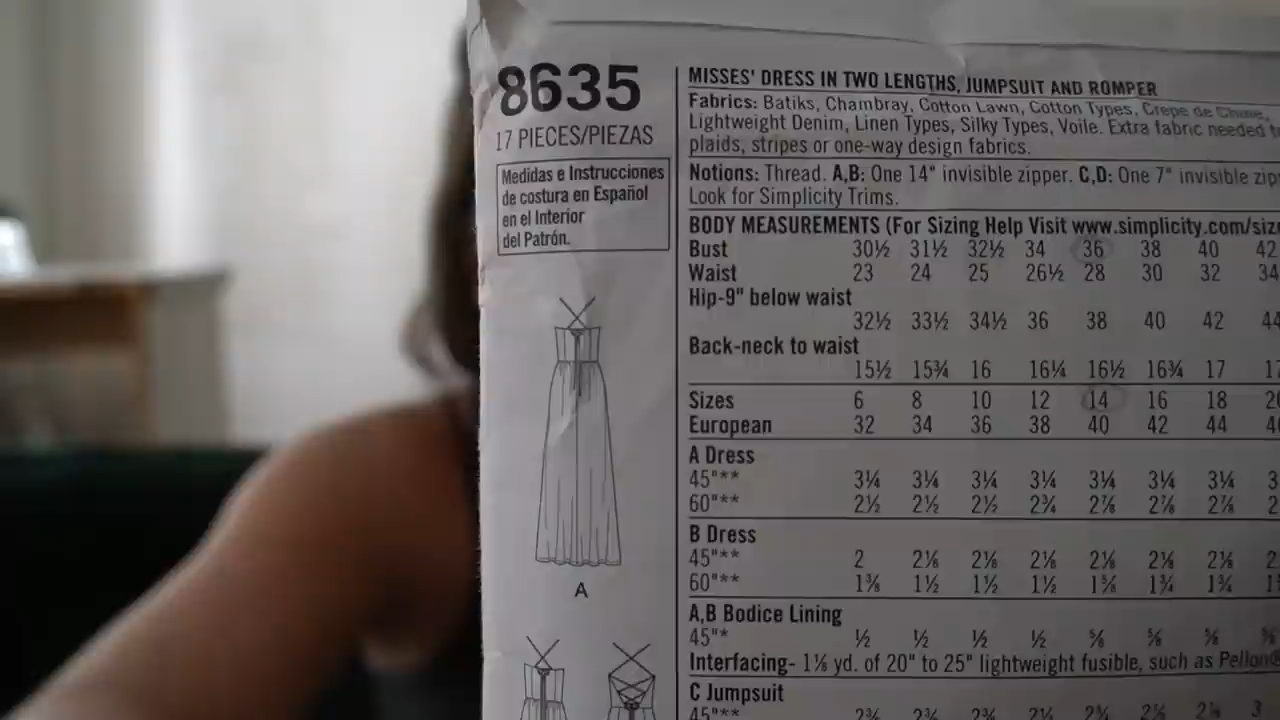 8635
17 PIECES/PIEZAS
Medidas e Instrucciones
de costura en Español
en el Interior
del Patrón.
A
MISSES' DRESS IN TWO LENGTHS, JUMPSUIT AND ROMPER
Fabrics: Batiks, Chambray, Cotton Lawn, Cotton Types, Crepe de Chine,
Lightweight Denim, Linen Types, Silky Types, Voile. Extra fabric needed
plaids, stripes or one-way design fabrics.
Notions: Thread. A,B: One 14" invisible zipper. C,D: One 7" invisible
Look for Simplicity Trims.
BODY MEASUREMENTS (For Sizing Help Visit www.simplicity.com/siz
Bust 30½ 31½ 32½ 34 36 38 40 42
Waist 23 24 25 26½ 28 30 32 34
Hip-9" below waist
32½ 33½ 34½ 36 38 40 42 44
Back-neck to waist
15½ 15¾ 16 16¼ 16½ 16¾ 17
Sizes 6 8 10 12 14 16 18
European 32 34 36 38 40 42 44
A Dress
45"** 3¼ 3¼ 3¼ 3¼ 3¼ 3¼ 3¼
60"** 2½ 2½ 2½ 2¾ 2⅞ 2⅞ 2⅞
B Dress
45"** 2 2⅛ 2⅛ 2⅛ 2⅛ 2⅛ 2⅛
60"** 1⅜ 1½ 1½ 1½ 1⅝ 1¾ 1¾
A,B Bodice Lining
45"* ½ ½ ½ ½ ⅝ ⅝ ⅝
Interfacing- 1⅛ yd. of 20" to 25" lightweight fusible, such as Pellon®
C Jumpsuit
45"**